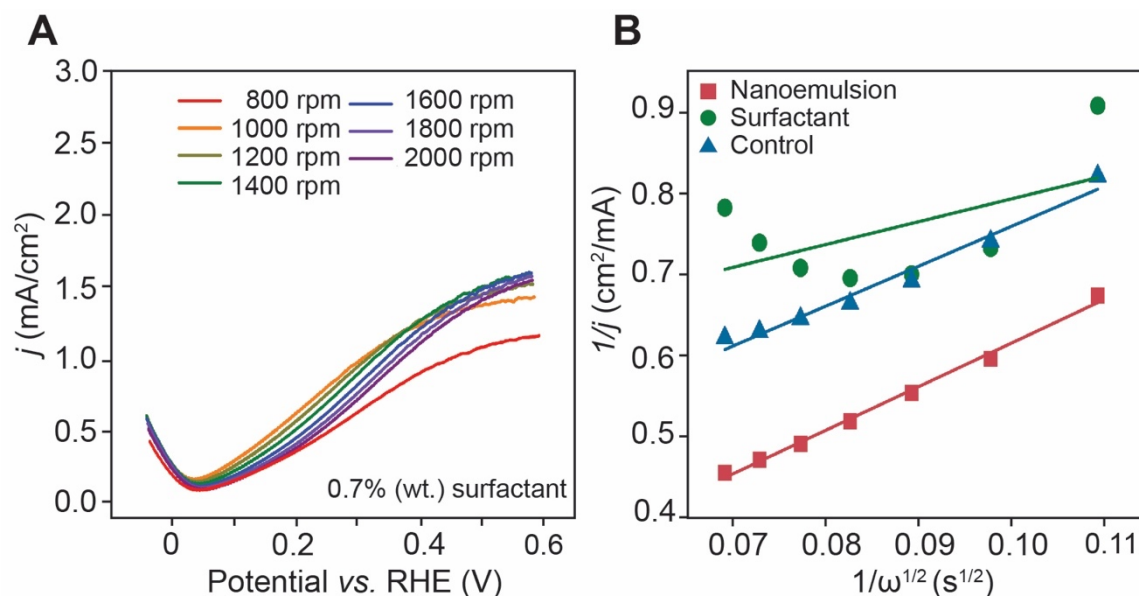 A
3.0
2.5
2.0
1.5
1.0
0.5
0.0
j (mA/cm²)
800 rpm
1000 rpm
1200 rpm
1400 rpm
1600 rpm
1800 rpm
2000 rpm
0.7% (wt.) surfactant
0 0.2 0.4 0.6
Potential vs. RHE (V)
B
Nanoemulsion
Surfactant
Control
0.9
0.8
0.7
0.6
0.5
0.4
1/j (cm²/mA)
0.07 0.08 0.09 0.10 0.11
1/ω¹/² (s¹/²)